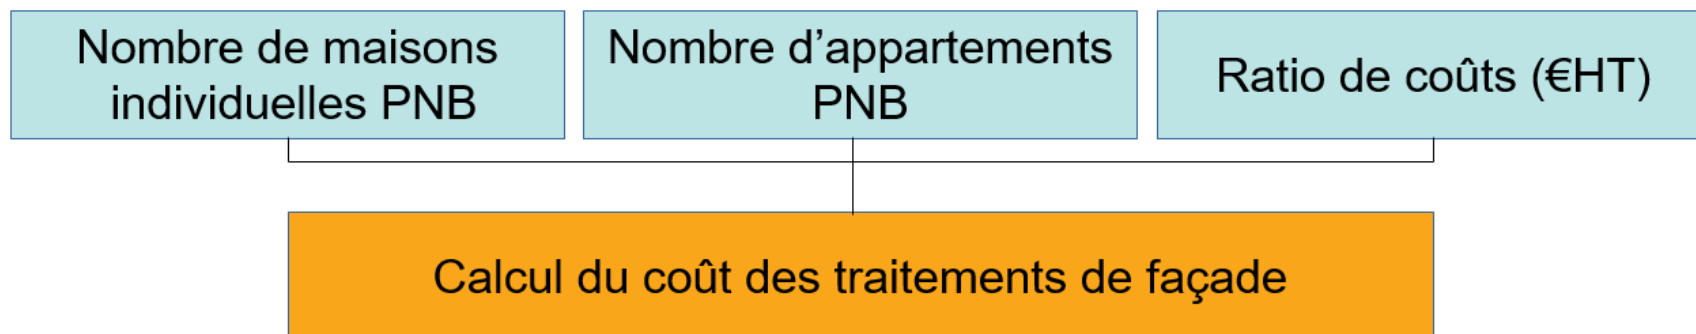 Nombre de maisons
individuelles PNB
Nombre d’appartements
PNB
Ratio de coûts (€HT)
Calcul du coût des traitements de façade